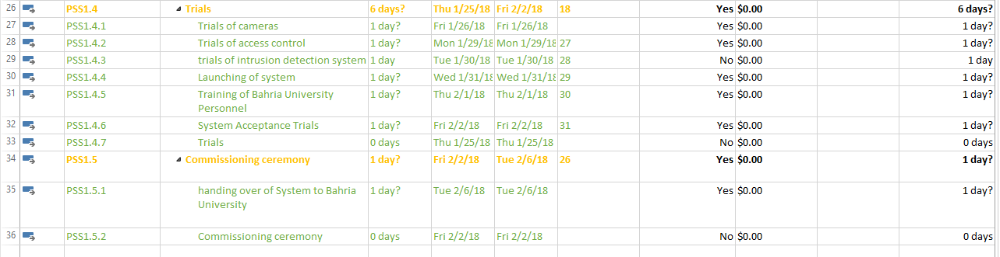 26 PSS1.4 Trials 6 days? Thu 1/25/18 Fri 2/2/18 18 Yes $0.00 6 days?
27 PSS1.4.1 Trials of cameras 1 day? Fri 1/26/18 Fri 1/26/18 Yes $0.00 1 day?
28 PSS1.4.2 Trials of access control 1 day? Mon 1/29/18 Mon 1/29/18 27 Yes $0.00 1 day?
29 PSS1.4.3 trials of intrusion detection system 1 day Tue 1/30/18 Tue 1/30/18 28 No $0.00 1 day
30 PSS1.4.4 Launching of system 1 day? Wed 1/31/18 Wed 1/31/18 29 Yes $0.00 1 day?
31 PSS1.4.5 Training of Bahria University 1 day? Thu 2/1/18 Thu 2/1/18 30 Yes $0.00 1 day?
Personnel
32 PSS1.4.6 System Acceptance Trials 1 day? Fri 2/2/18 Fri 2/2/18 31 Yes $0.00 1 day?
33 PSS1.4.7 Trials 0 days Thu 1/25/18 Thu 1/25/18 No $0.00 0 days
34 PSS1.5 Commissioning ceremony 1 day? Fri 2/2/18 Tue 2/6/18 26 Yes $0.00 1 day?
35 PSS1.5.1 handing over of System to Bahria 1 day? Tue 2/6/18 Tue 2/6/18 Yes $0.00 1 day?
University
36 PSS1.5.2 Commissioning ceremony 0 days Fri 2/2/18 Fri 2/2/18 No $0.00 0 days